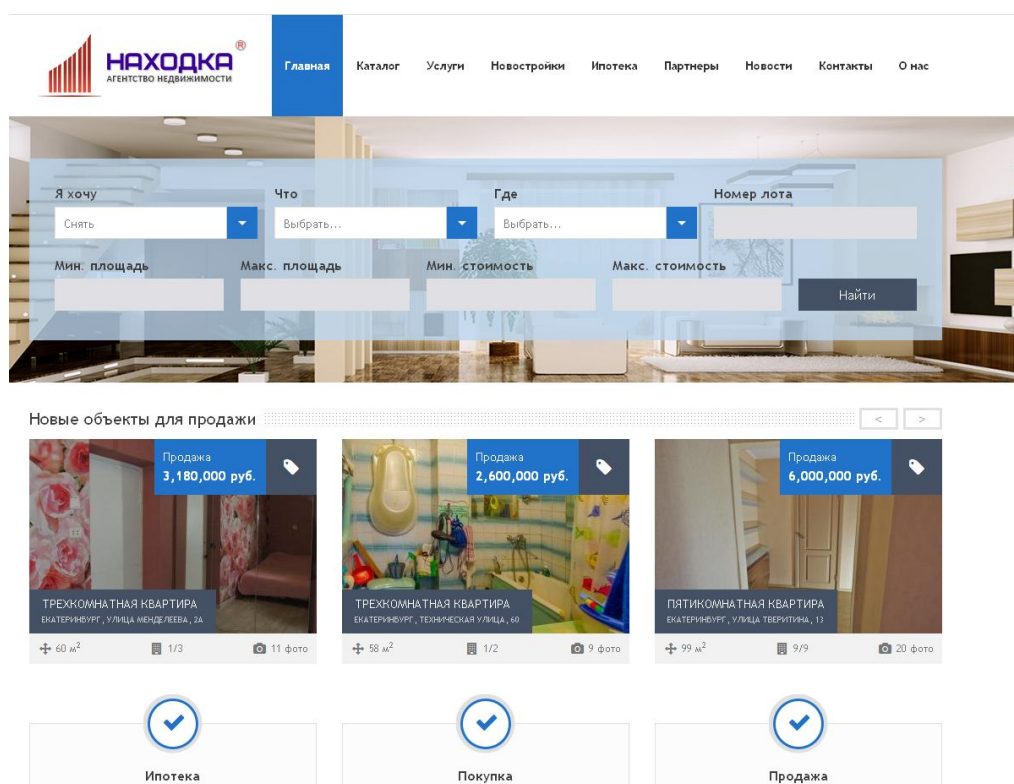 НАХОДКА ®
АГЕНТСТВО НЕДВИЖИМОСТИ
Главная Каталог Услуги Новостройки Ипотека Партнеры Новости Контакты О нас
Я хочу Что Где Номер лота
Снять Выбрать... Выбрать...
Мин. площадь Макс. площадь Мин. стоимость Макс. стоимость
Найти
Новые объекты для продажи < >
Продажа
3,180,000 руб.
ТРЕХКОМНАТНАЯ КВАРТИРА
ЕКАТЕРИНБУРГ, УЛИЦА МЕНДЕЛЕЕВА, 2А
60 м² 1/3 11 фото
Продажа
2,600,000 руб.
ТРЕХКОМНАТНАЯ КВАРТИРА
ЕКАТЕРИНБУРГ, ТЕХНИЧЕСКАЯ УЛИЦА, 60
58 м² 1/2 9 фото
Продажа
6,000,000 руб.
ПЯТИКОМНАТНАЯ КВАРТИРА
ЕКАТЕРИНБУРГ, УЛИЦА ТВЕРИТИНА, 13
99 м² 9/9 20 фото
Ипотека Покупка Продажа